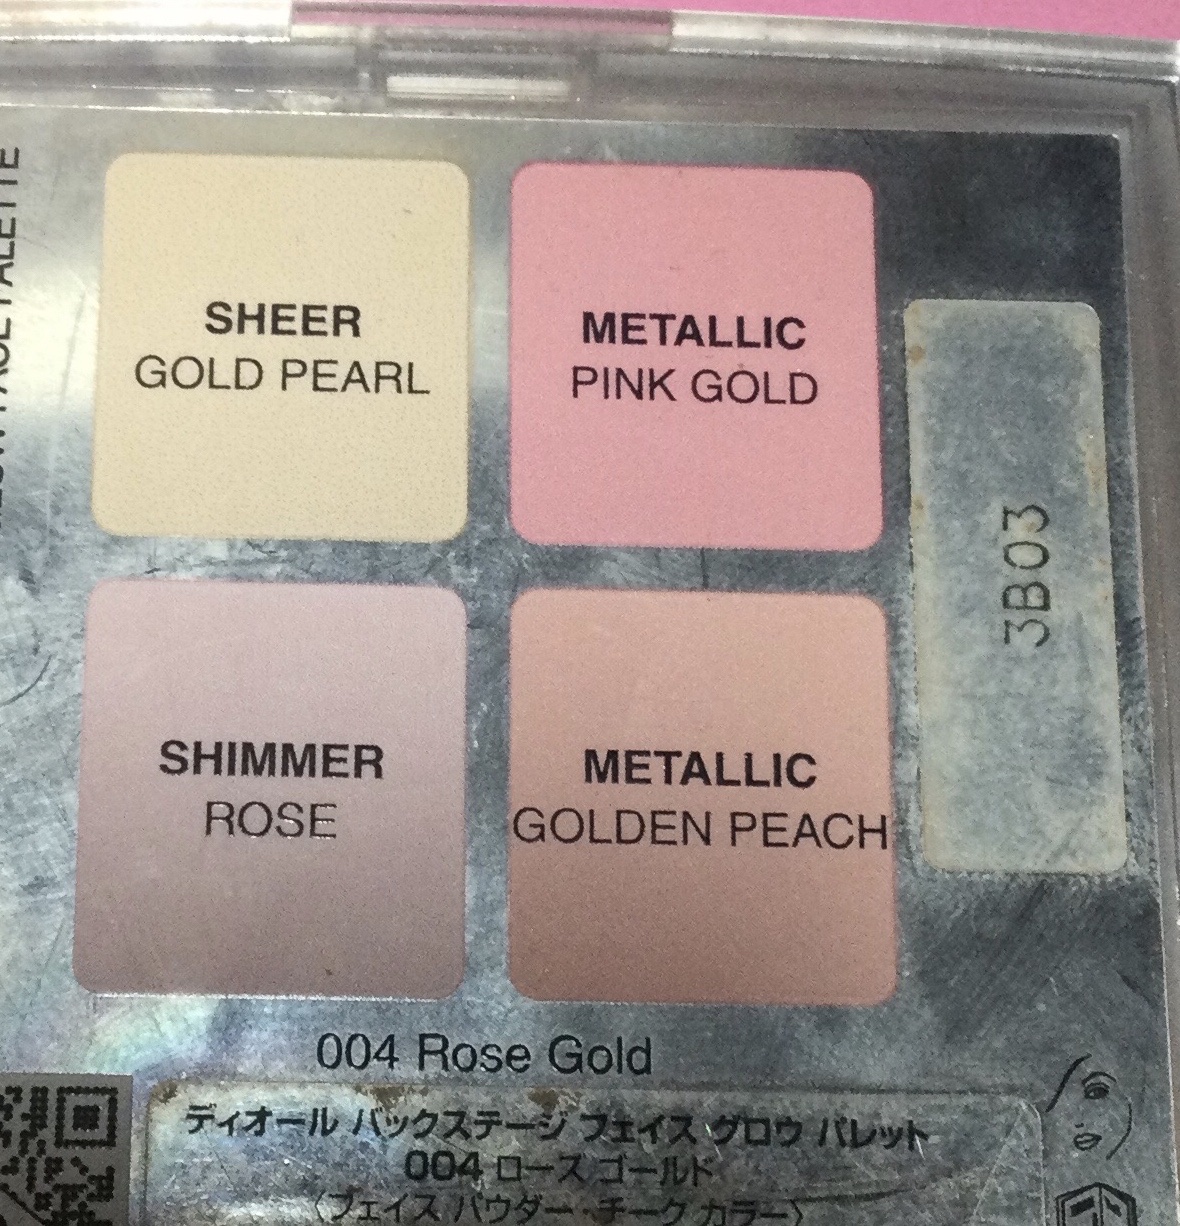 SHEER
GOLD PEARL
METALLIC
PINK GOLD
SHIMMER
ROSE
METALLIC
GOLDEN PEACH
3B03
004 Rose Gold
ディオール バックステージ フェイス グロウ パレット
004 ローズ ゴールド
〈フェイス パウダー・チーク カラー〉